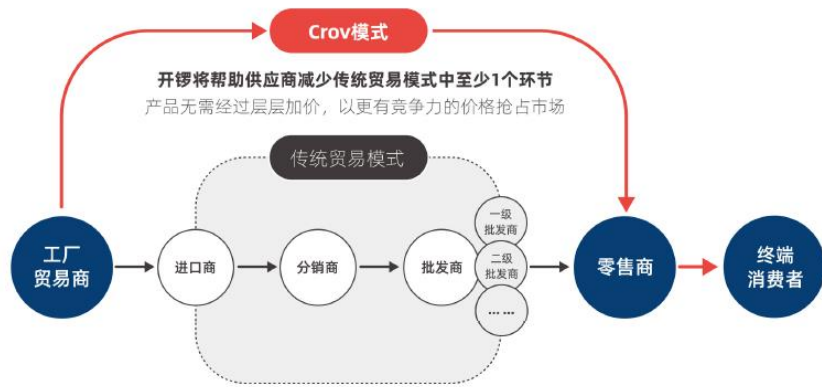 Crov模式
开锣将帮助供应商减少传统贸易模式中至少1个环节
产品无需经过层层加价，以更有竞争力的价格抢占市场
传统贸易模式
工厂
贸易商
进口商
分销商
批发商
一级
批发商
二级
批发商
... ...
零售商
终端
消费者